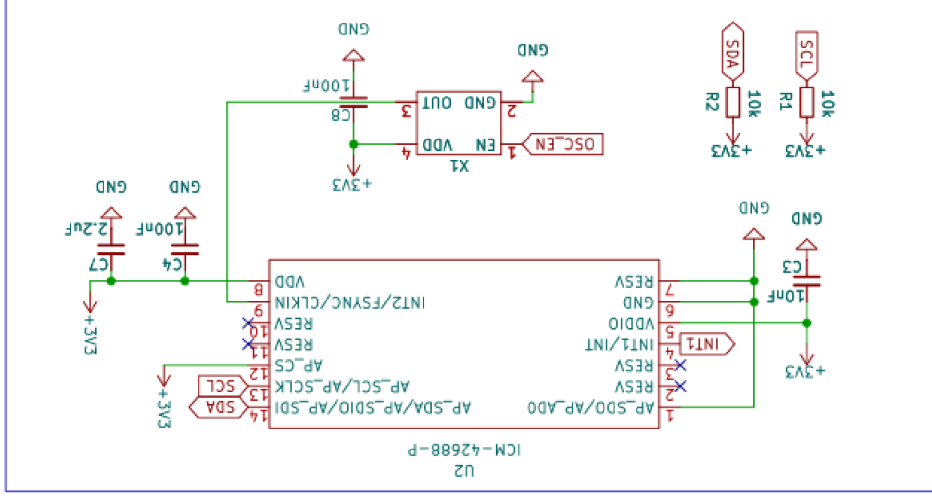 U2
ICM-42688-P
1 AP_SDO/AP_AD0
AP_SDA/AP_SDIO/AP_SDI 14 SDA
2 RESV
AP_SCL/AP_SCLK 13 SCL
3 RESV
AP_CS 12
+3V3
INT1 4 INT1/INT
RESV 11
5 VDDIO
RESV 10
6 GND
INT2/FSYNC/CLKIN 9
7 RESV
VDD 8
+3V3
10nF
C3
GND
GND
+3V3
C4
100nF
GND
C7
2.2uF
GND
+3V3
X1
OSC_EN 1 EN
VDD 4
2 GND
OUT 3
GND
C8
100nF
GND
+3V3
R1
10k
SCL
+3V3
R2
10k
SDA